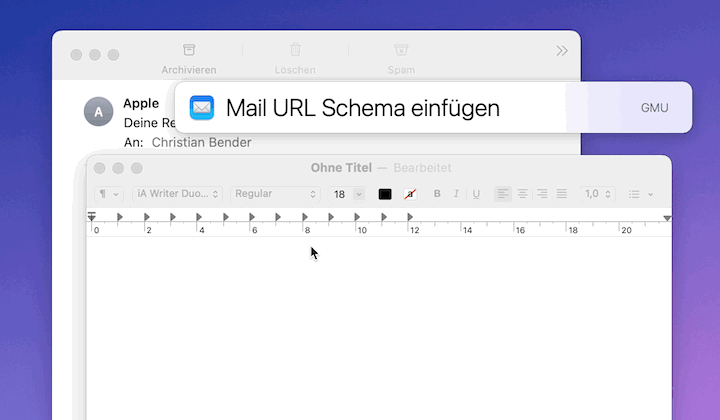 Archivieren Löschen Spam
A
Apple
Mail URL Schema einfügen GMU
Deine Re
An: Christian Bender
Ohne Titel — Bearbeitet
¶ iA Writer Duo... Regular 18 a B I U 1,0
0 2 4 6 8 10 12 14 16 18 20